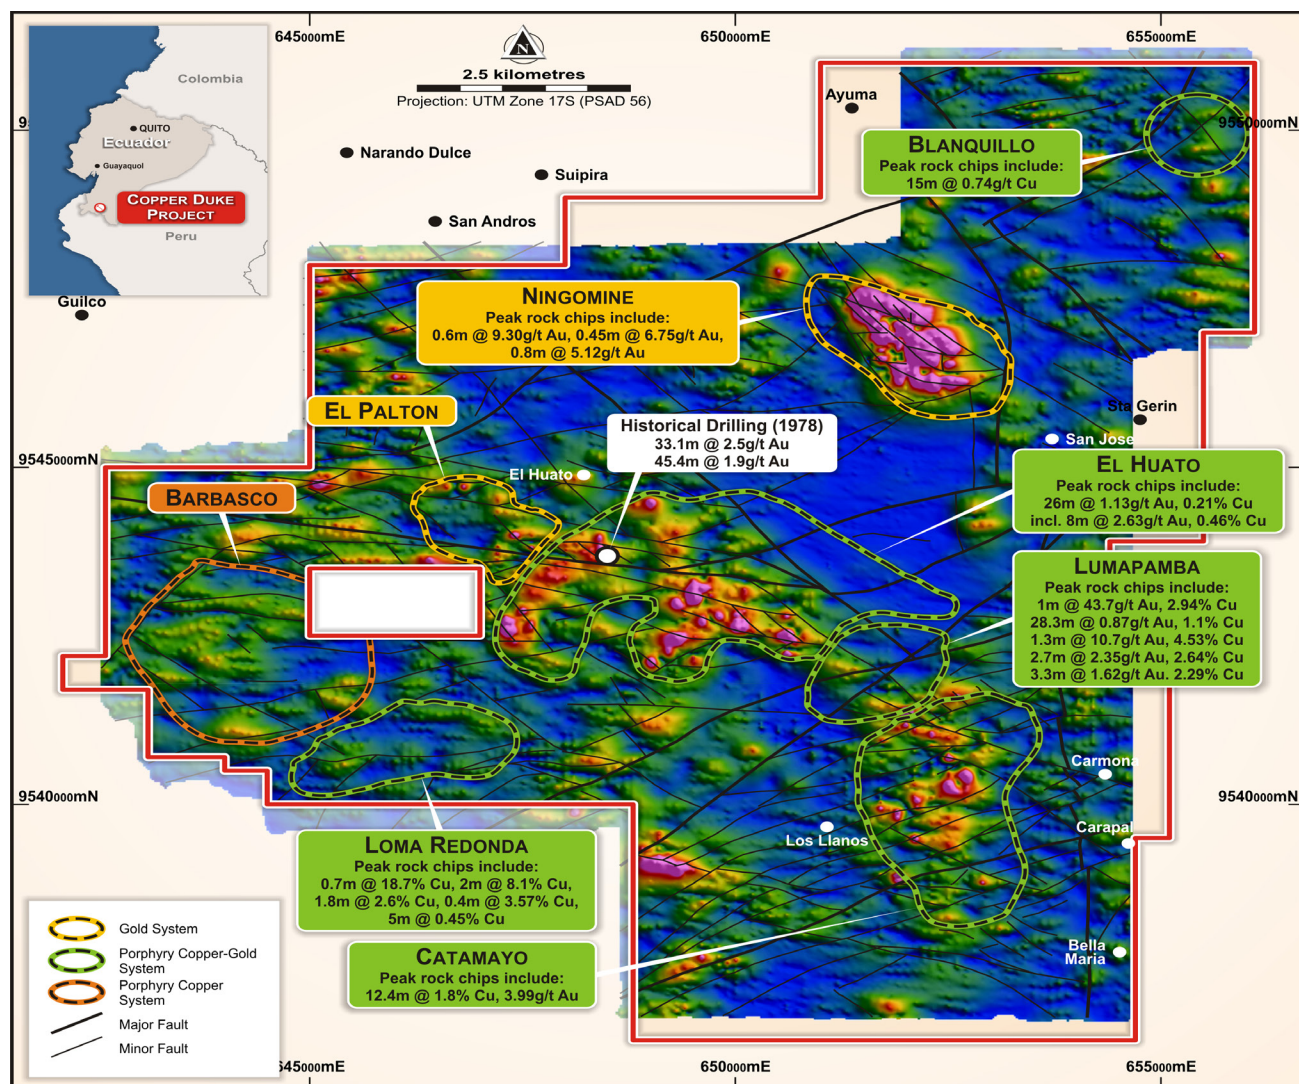 645000mE
650000mE
655000mE
N
2.5 kilometres
Projection: UTM Zone 17S (PSAD 56)
Colombia
QUITO
Ecuador
Guayaquol
COPPER DUKE
PROJECT
Peru
Ayuma
9550000mN
BLANQUILLO
Peak rock chips include:
15m @ 0.74g/t Cu
Narando Dulce
Suipira
San Andros
Guilco
NINGOMINE
Peak rock chips include:
0.6m @ 9.30g/t Au, 0.45m @ 6.75g/t Au,
0.8m @ 5.12g/t Au
EL PALTON
Historical Drilling (1978)
33.1m @ 2.5g/t Au
45.4m @ 1.9g/t Au
Sta Gerin
San Jose
9545000mN
El Huato
EL HUATO
Peak rock chips include:
26m @ 1.13g/t Au, 0.21% Cu
incl. 8m @ 2.63g/t Au, 0.46% Cu
BARBASCO
LUMAPAMBA
Peak rock chips include:
1m @ 43.7g/t Au, 2.94% Cu
28.3m @ 0.87g/t Au, 1.1% Cu
1.3m @ 10.7g/t Au, 4.53% Cu
2.7m @ 2.35g/t Au, 2.64% Cu
3.3m @ 1.62g/t Au. 2.29% Cu
Carmona
9540000mN
9540000mN
Los Llanos
Carapal
LOMA REDONDA
Peak rock chips include:
0.7m @ 18.7% Cu, 2m @ 8.1% Cu,
1.8m @ 2.6% Cu, 0.4m @ 3.57% Cu,
5m @ 0.45% Cu
CATAMAYO
Peak rock chips include:
12.4m @ 1.8% Cu, 3.99g/t Au
Bella
Maria
Gold System
Porphyry Copper-Gold
System
Porphyry Copper
System
Major Fault
Minor Fault
645000mE
650000mE
655000mE